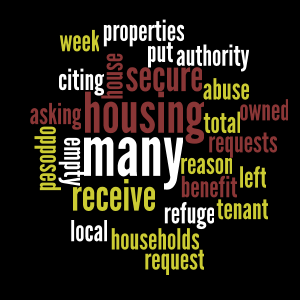 properties
week
put
authority
house
citing
secure
abuse
asking
housing
owned
total
requests
opposed
empty
many
reason
benefit
left
receive
refuge
tenant
local
households
request